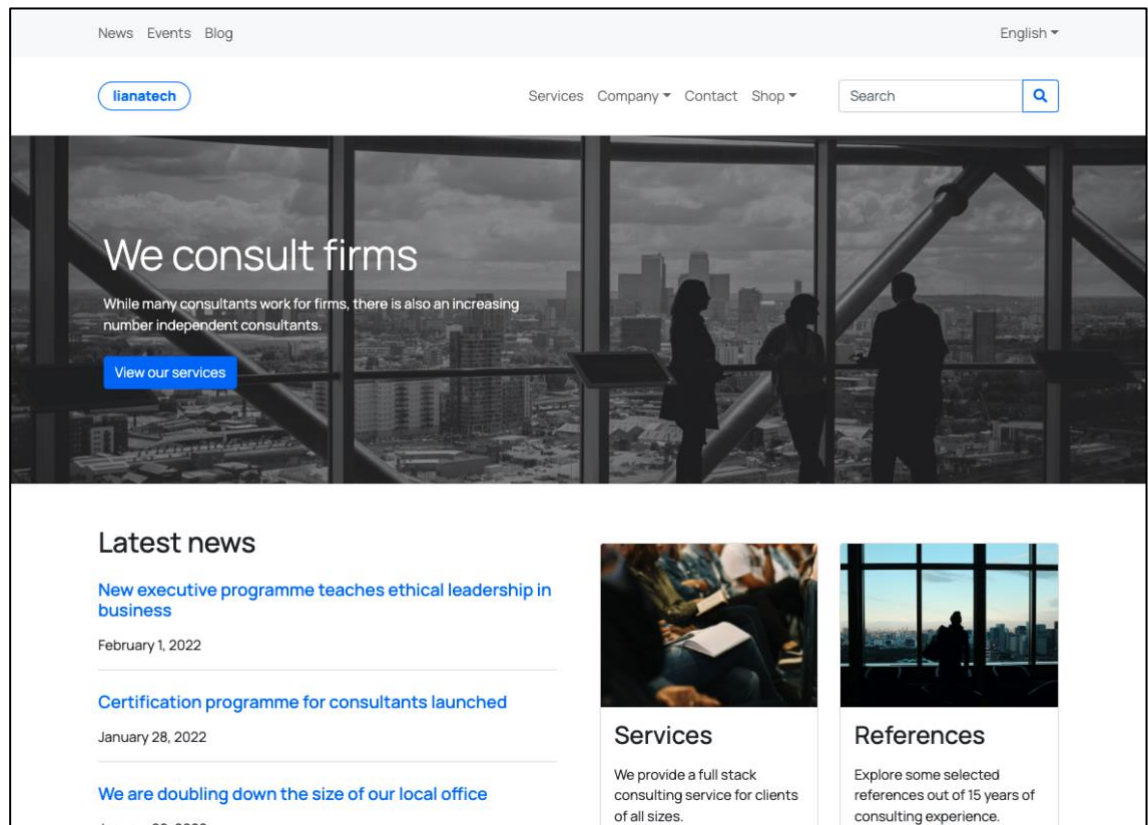 News Events Blog
English
lianatech
Services Company Contact Shop
Search
We consult firms
While many consultants work for firms, there is also an increasing
number independent consultants.
View our services
Latest news
New executive programme teaches ethical leadership in
business
February 1, 2022
Certification programme for consultants launched
January 28, 2022
We are doubling down the size of our local office
Services
We provide a full stack
consulting service for clients
of all sizes.
References
Explore some selected
references out of 15 years of
consulting experience.